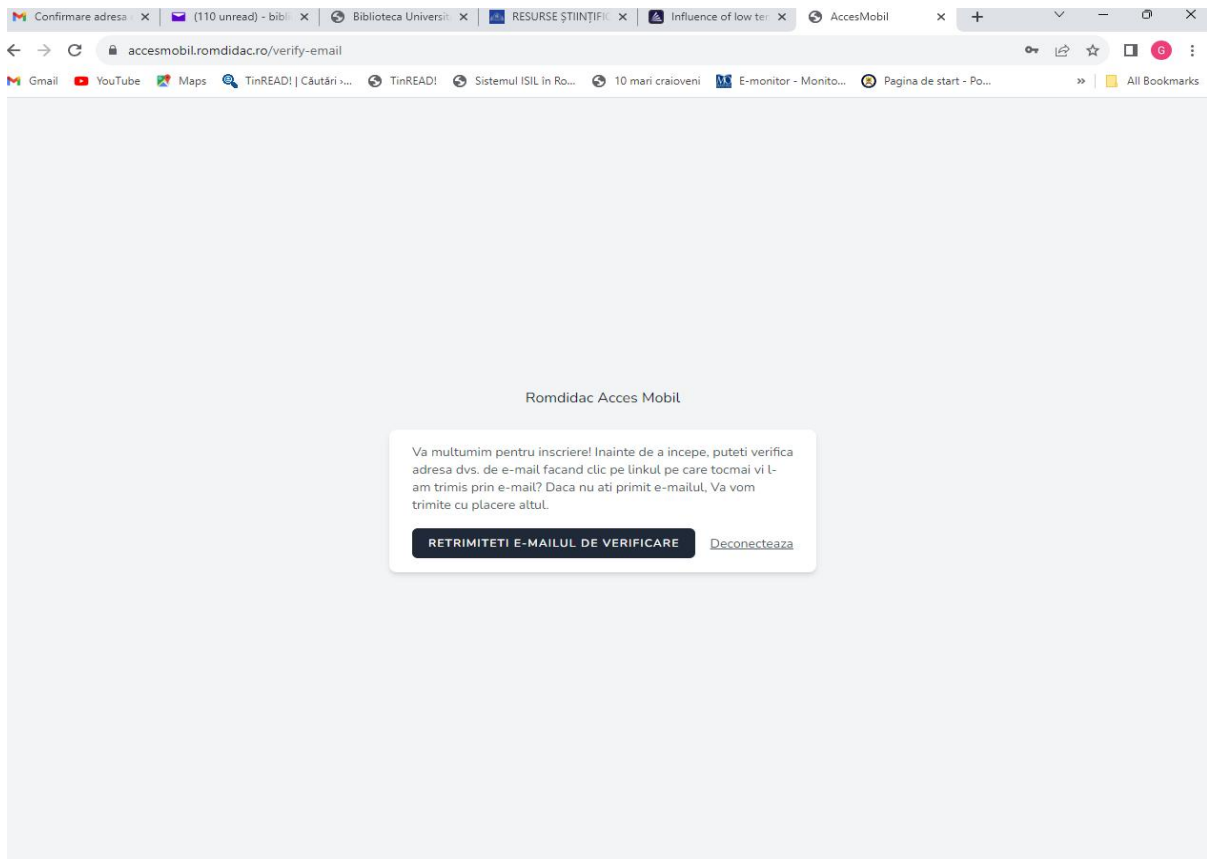 Confirmare adresa (110 unread) - bibli Biblioteca Universit RESURSE ȘTIINȚIFIC Influence of low ter AccesMobil
accesmobil.romdidac.ro/verify-email G
Gmail YouTube Maps TinREAD! | Căutări ›... TinREAD! Sistemul ISIL în Ro... 10 mari craioveni E-monitor - Monito... Pagina de start - Po... » All Bookmarks
Romdidac Acces Mobil
Va multumim pentru inscriere! Inainte de a incepe, puteti verifica
adresa dvs. de e-mail facand clic pe linkul pe care tocmai vi l-
am trimis prin e-mail? Daca nu ati primit e-mailul, Va vom
trimite cu placere altul.
RETRIMITETI E-MAILUL DE VERIFICARE Deconecteaza